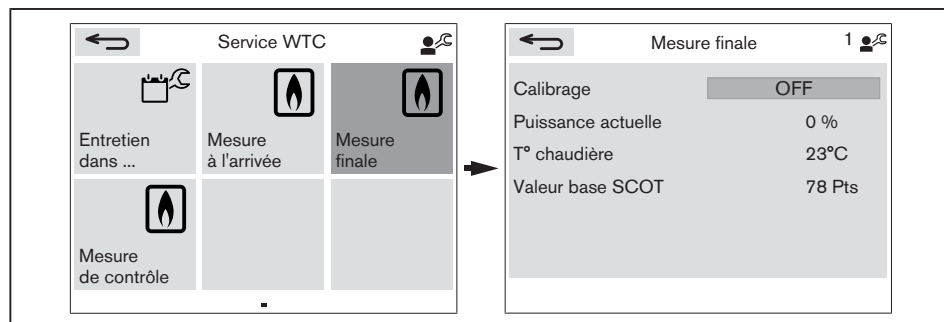 Service WTC
Entretien
dans ...
Mesure
à l'arrivée
Mesure
finale
Mesure
de contrôle
Mesure finale 1
Calibrage OFF
Puissance actuelle 0 %
T° chaudière 23°C
Valeur base SCOT 78 Pts